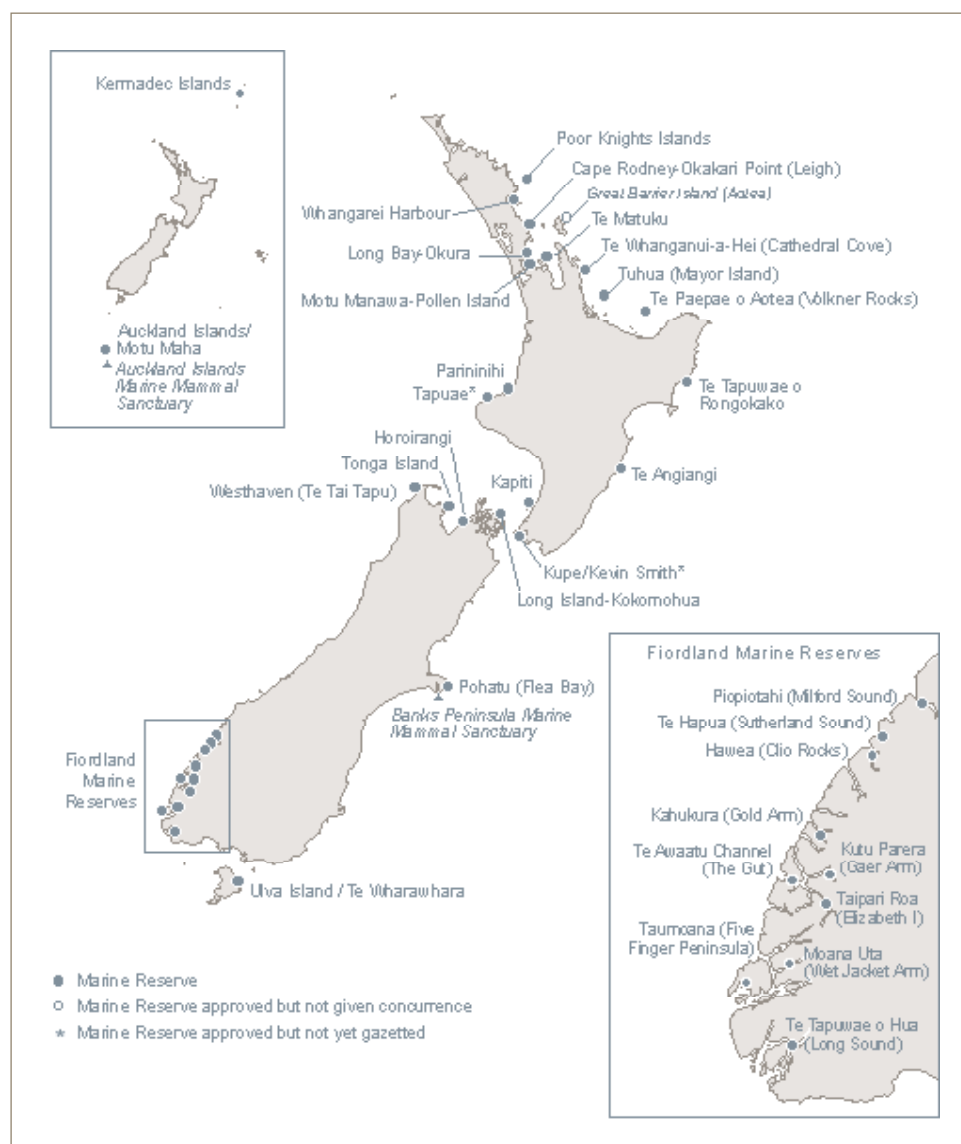 Kermadec Islands
Auckland Islands/
Motu Maha
Auckland Islands
Marine Mammal
Sanctuary
Poor Knights Islands
Cape Rodney-Okakari Point (Leigh)
Great Barrier Island (Aotea)
Whangarei Harbour
Te Matuku
Long Bay-Okura
Te Whanganui-a-Hei (Cathedral Cove)
Tuhua (Mayor Island)
Motu Manawa-Pollen Island
Te Paepae o Aotea (Volkner Rocks)
Parininihi
Tapuae*
Te Tapuwae o
Rongokako
Horoirangi
Tonga Island
Westhaven (Te Tai Tapu)
Kapiti
Te Angiangi
Kupe/Kevin Smith*
Long Island-Kokomohua
Pohatu (Flea Bay)
Banks Peninsula Marine
Mammal Sanctuary
Fiordland
Marine
Reserves
Ulva Island / Te Wharawhara
Marine Reserve
Marine Reserve approved but not given concurrence
* Marine Reserve approved but not yet gazetted
Fiordland Marine Reserves
Piopiotahi (Milford Sound)
Te Hapua (Sutherland Sound)
Hawea (Clio Rocks)
Kahukura (Gold Arm)
Te Awaatu Channel
(The Gut)
Kutu Parera
(Gaer Arm)
Taipari Roa
(Elizabeth I)
Taumoana (Five
Finger Peninsula)
Moana Uta
(Wet Jacket Arm)
Te Tapuwae o Hua
(Long Sound)